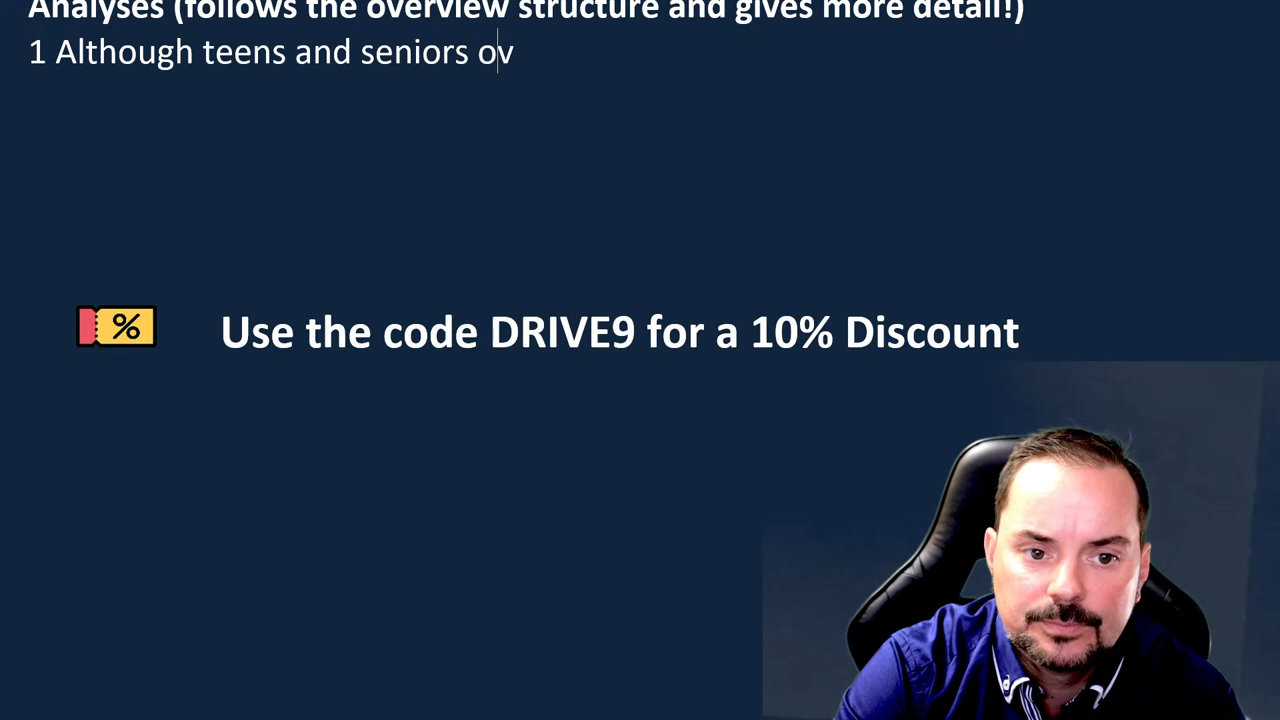 Analyses (follows the overview structure and gives more detail!)
1 Although teens and seniors ov
%
Use the code DRIVE9 for a 10% Discount